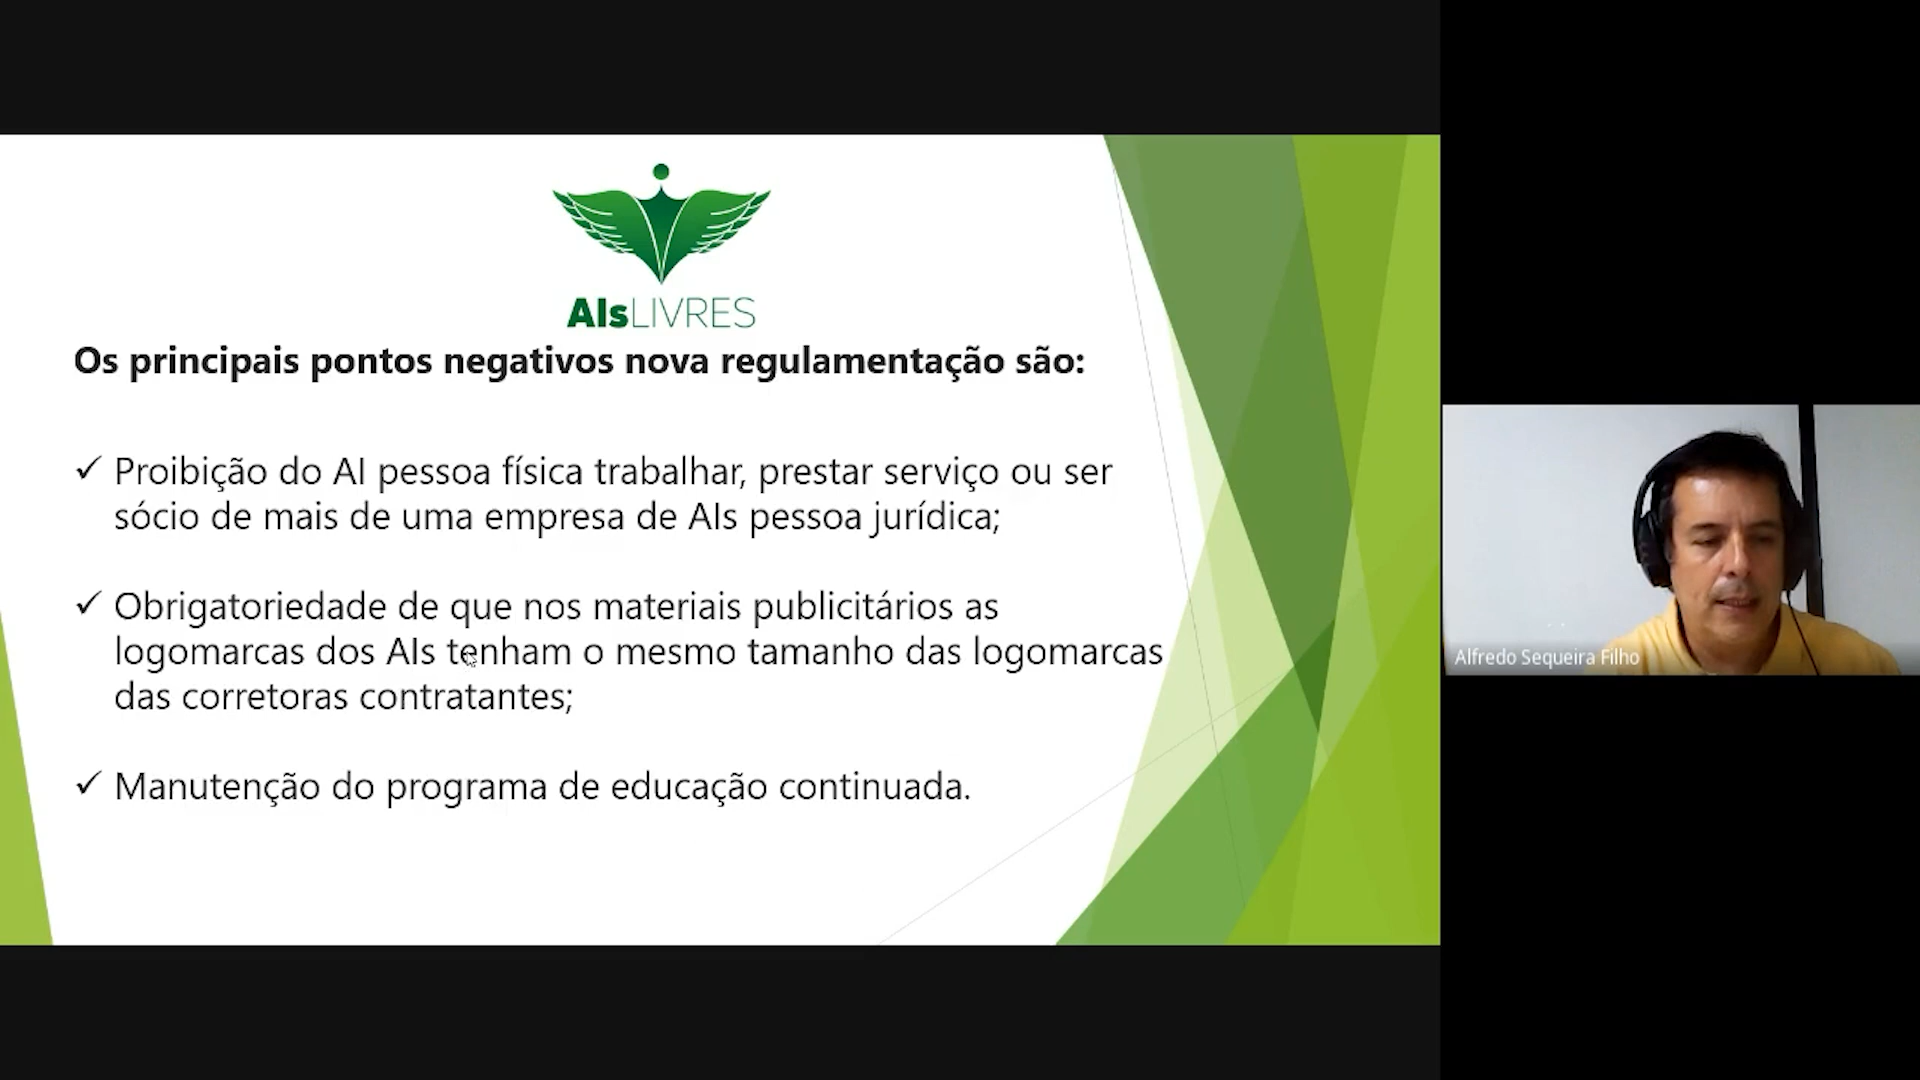 AIsLIVRES
Os principais pontos negativos nova regulamentação são:
✓ Proibição do AI pessoa física trabalhar, prestar serviço ou ser
sócio de mais de uma empresa de AIs pessoa jurídica;
✓ Obrigatoriedade de que nos materiais publicitários as
logomarcas dos AIs tenham o mesmo tamanho das logomarcas
das corretoras contratantes;
✓ Manutenção do programa de educação continuada.
Alfredo Sequeira Filho